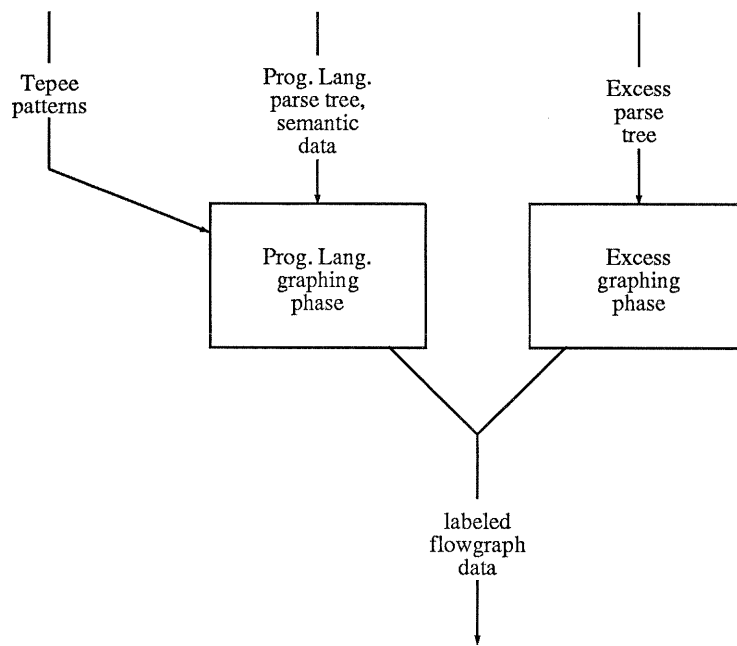 Tepee
patterns
Prog. Lang.
parse tree,
semantic
data
Excess
parse
tree
Prog. Lang.
graphing
phase
Excess
graphing
phase
labeled
flowgraph
data